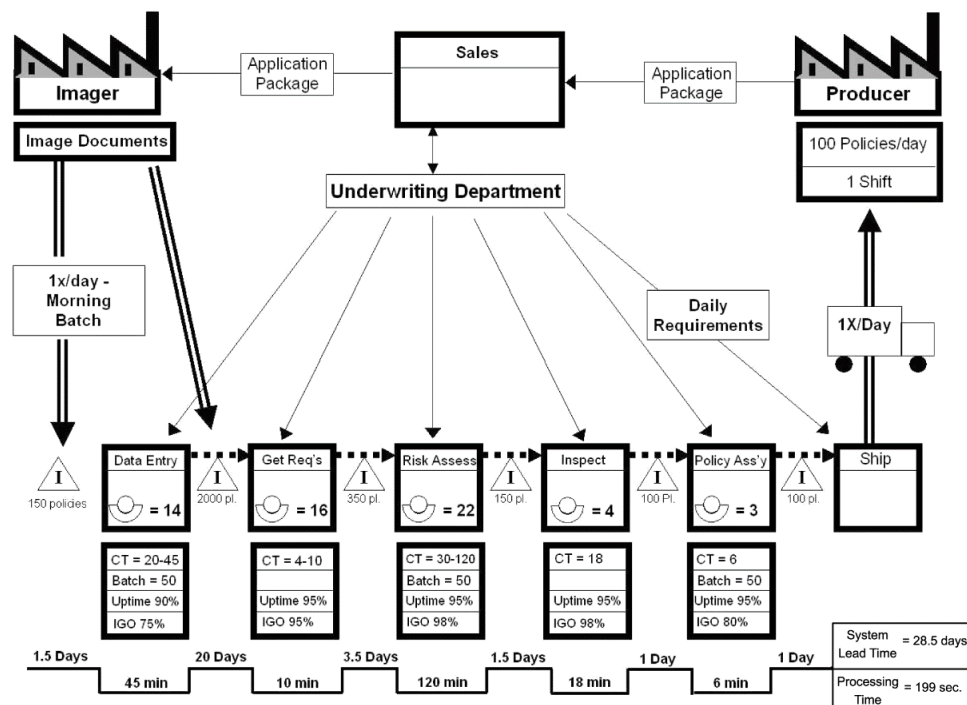 Sales
Application
Package
Application
Package
Imager
Producer
Image Documents
100 Policies/day
1 Shift
Underwriting Department
1x/day -
Morning
Batch
Daily
Requirements
1X/Day
I
150 policies
Data Entry
= 14
I
2000 pl.
Get Req's
= 16
I
350 pl.
Risk Assess
= 22
I
150 pl.
Inspect
= 4
I
100 Pl.
Policy Ass'y
= 3
I
100 pl.
Ship
CT = 20-45
Batch = 50
Uptime 90%
IGO 75%
CT = 4-10
Uptime 95%
IGO 95%
CT = 30-120
Batch = 50
Uptime 95%
IGO 98%
CT = 18
Uptime 95%
IGO 98%
CT = 6
Batch = 50
Uptime 95%
IGO 80%
1.5 Days
45 min
20 Days
10 min
3.5 Days
120 min
1.5 Days
18 min
1 Day
6 min
1 Day
System
Lead Time = 28.5 days
Processing
Time = 199 sec.